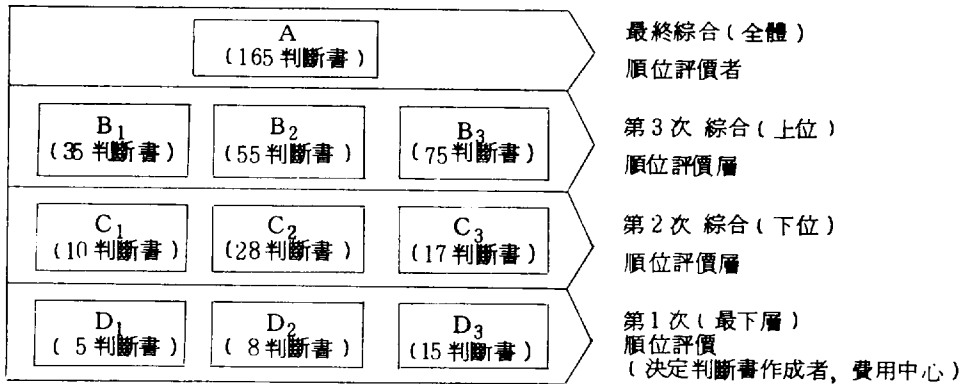 A
(165 判斷書)
最終綜合(全體)
順位評價者
B1
(35 判斷書)
B2
(55 判斷書)
B3
(75 判斷書)
第3次 綜合(上位)
順位評價層
C1
(10 判斷書)
C2
(28 判斷書)
C3
(17 判斷書)
第2次 綜合(下位)
順位評價層
D1
( 5 判斷書)
D2
( 8 判斷書)
D3
(15 判斷書)
第1次(最下層)
順位評價
(決定判斷書作成者, 費用中心)